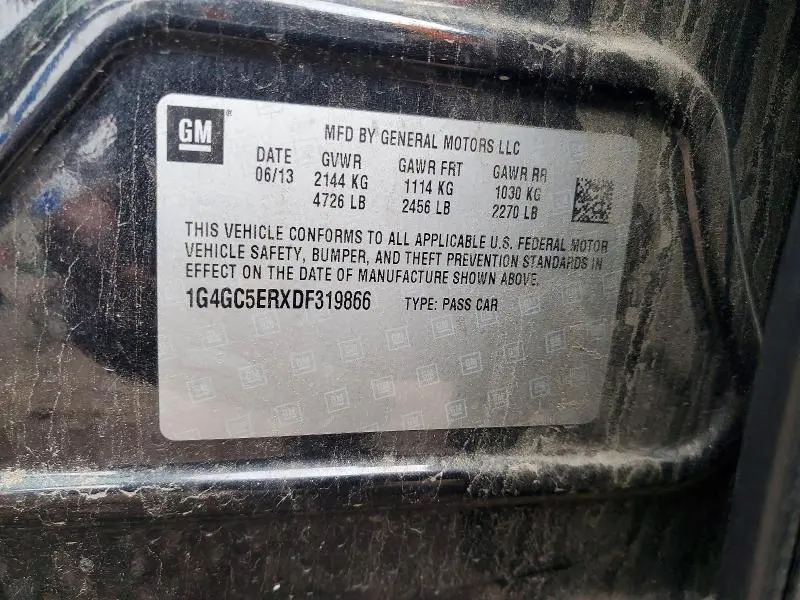 GM®
MFD BY GENERAL MOTORS LLC
DATE GVWR GAWR FRT GAWR RR
06/13 2144 KG 1114 KG 1030 KG
4726 LB 2456 LB 2270 LB
THIS VEHICLE CONFORMS TO ALL APPLICABLE U.S. FEDERAL MOTOR
VEHICLE SAFETY, BUMPER, AND THEFT PREVENTION STANDARDS IN
EFFECT ON THE DATE OF MANUFACTURE SHOWN ABOVE.
1G4GC5ERXDF319866 TYPE: PASS CAR